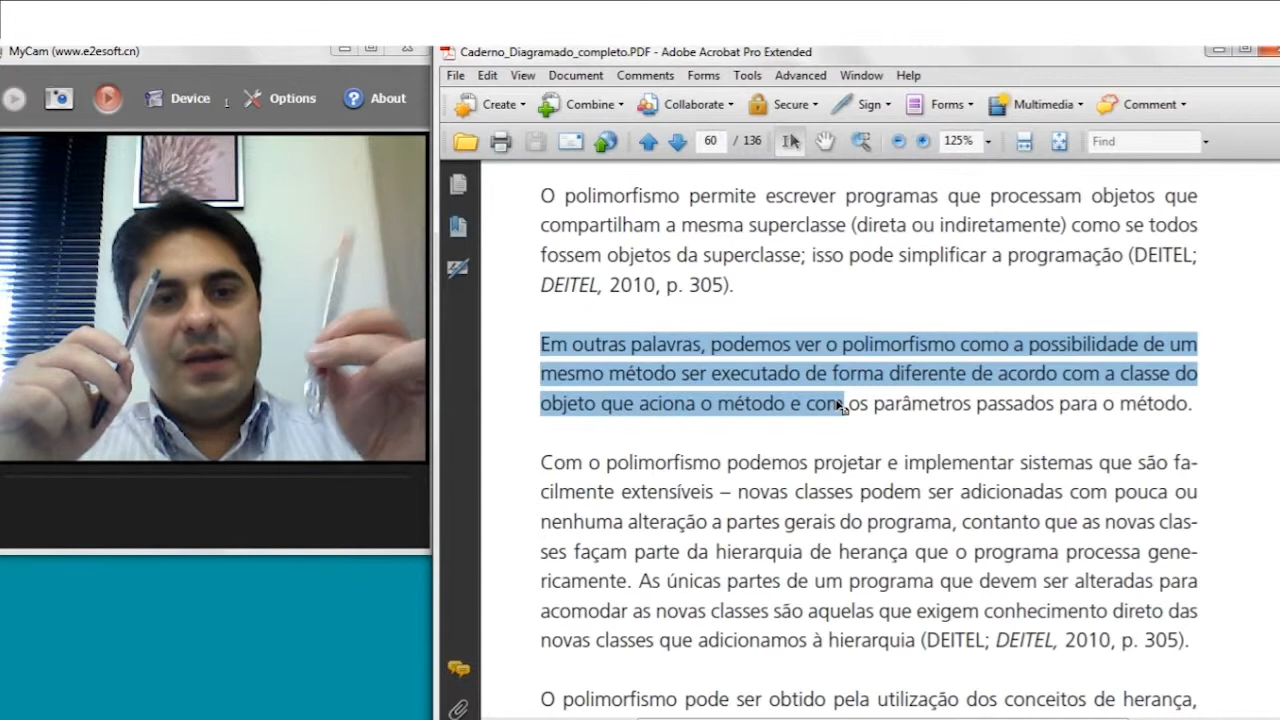 MyCam (www.e2esoft.cn)
Device
1
Options
About
Caderno_Diagramado_completo.PDF - Adobe Acrobat Pro Extended
File Edit View Document Comments Forms Tools Advanced Window Help
Create Combine Collaborate Secure Sign Forms Multimedia Comment
60 / 136 125% Find
O polimorfismo permite escrever programas que processam objetos que
compartilham a mesma superclasse (direta ou indiretamente) como se todos
fossem objetos da superclasse; isso pode simplificar a programação (DEITEL;
DEITEL, 2010, p. 305).
Em outras palavras, podemos ver o polimorfismo como a possibilidade de um
mesmo método ser executado de forma diferente de acordo com a classe do
objeto que aciona o método e com os parâmetros passados para o método.
Com o polimorfismo podemos projetar e implementar sistemas que são fa-
cilmente extensíveis – novas classes podem ser adicionadas com pouca ou
nenhuma alteração a partes gerais do programa, contanto que as novas clas-
ses façam parte da hierarquia de herança que o programa processa gene-
ricamente. As únicas partes de um programa que devem ser alteradas para
acomodar as novas classes são aquelas que exigem conhecimento direto das
novas classes que adicionamos à hierarquia (DEITEL; DEITEL, 2010, p. 305).
O polimorfismo pode ser obtido pela utilização dos conceitos de herança,